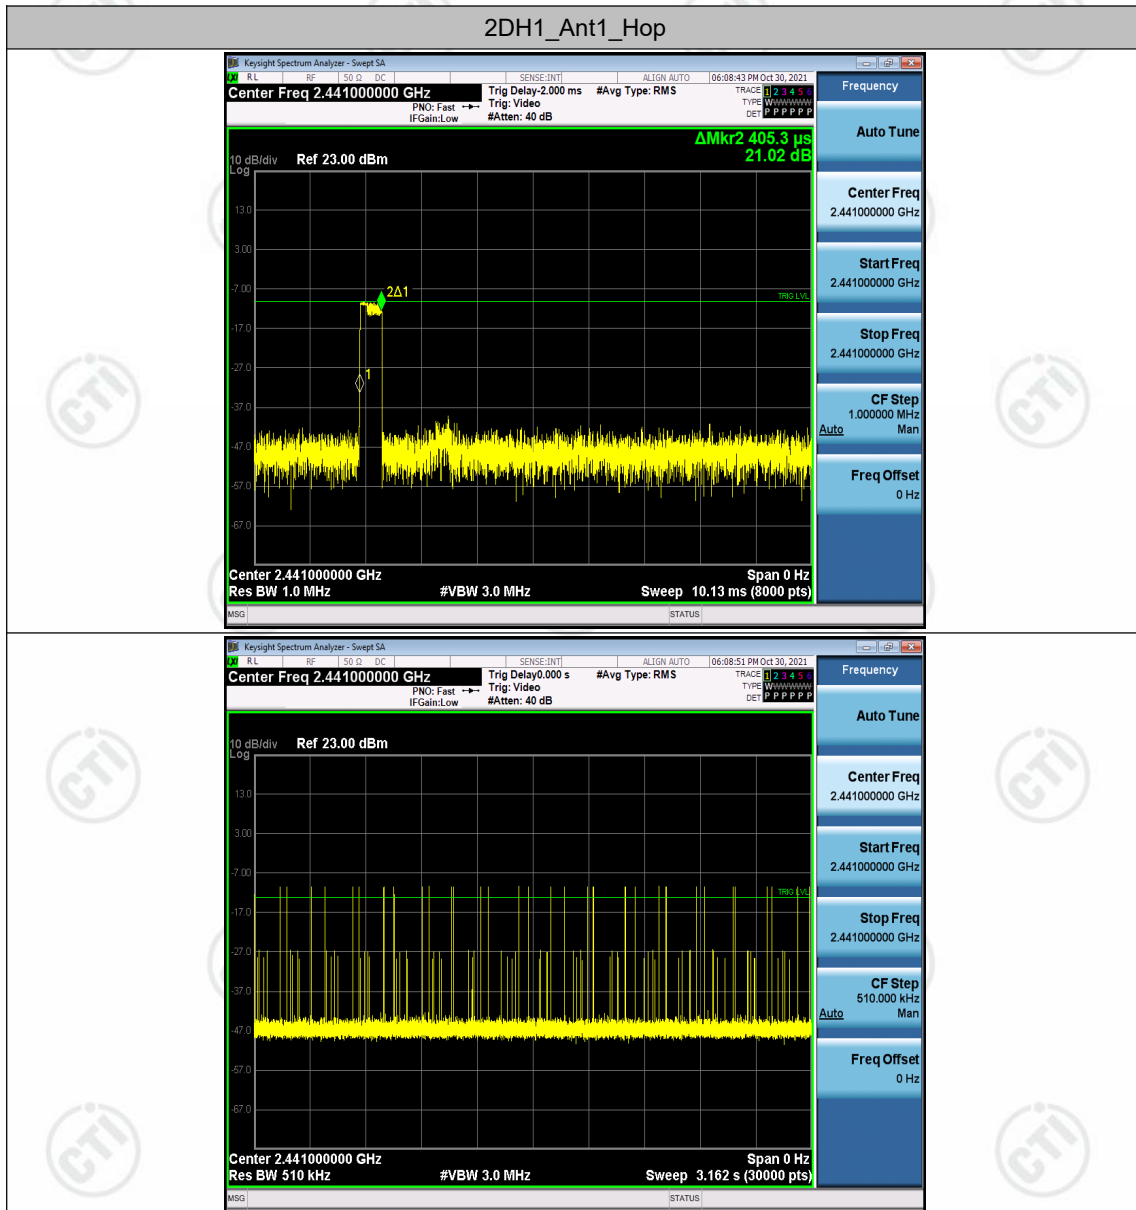 2DH1_Ant1_Hop
Keysight Spectrum Analyzer - Swept SA
LXI RL RF 50 Ω DC SENSE:INT ALIGN AUTO 06:08:43 PM Oct 30, 2021
Center Freq 2.441000000 GHz
PNO: Fast
IFGain:Low
Trig Delay-2.000 ms
Trig: Video
#Atten: 40 dB
#Avg Type: RMS
TRACE 1 2 3 4 5 6
TYPE WWWWWW
DET P P P P P P
ΔMkr2 405.3 µs
21.02 dB
10 dB/div
Log
Ref 23.00 dBm
13.0
3.00
-7.00
-17.0
-27.0
-37.0
-47.0
-57.0
-67.0
2Δ1
1
TRIG LVL
Center 2.441000000 GHz
Span 0 Hz
Res BW 1.0 MHz
#VBW 3.0 MHz
Sweep 10.13 ms (8000 pts)
MSG
STATUS
Frequency
Auto Tune
Center Freq
2.441000000 GHz
Start Freq
2.441000000 GHz
Stop Freq
2.441000000 GHz
CF Step
1.000000 MHz
Auto Man
Freq Offset
0 Hz
Keysight Spectrum Analyzer - Swept SA
LXI RL RF 50 Ω DC SENSE:INT ALIGN AUTO 06:08:51 PM Oct 30, 2021
Center Freq 2.441000000 GHz
PNO: Fast
IFGain:Low
Trig Delay0.000 s
Trig: Video
#Atten: 40 dB
#Avg Type: RMS
TRACE 1 2 3 4 5 6
TYPE WWWWWW
DET P P P P P P
10 dB/div
Log
Ref 23.00 dBm
13.0
3.00
-7.00
-17.0
-27.0
-37.0
-47.0
-57.0
-67.0
TRIG LVL
Center 2.441000000 GHz
Span 0 Hz
Res BW 510 kHz
#VBW 3.0 MHz
Sweep 3.162 s (30000 pts)
MSG
STATUS
Frequency
Auto Tune
Center Freq
2.441000000 GHz
Start Freq
2.441000000 GHz
Stop Freq
2.441000000 GHz
CF Step
510.000 kHz
Auto Man
Freq Offset
0 Hz
CTI
CTI
CTI
CTI
CTI
CTI